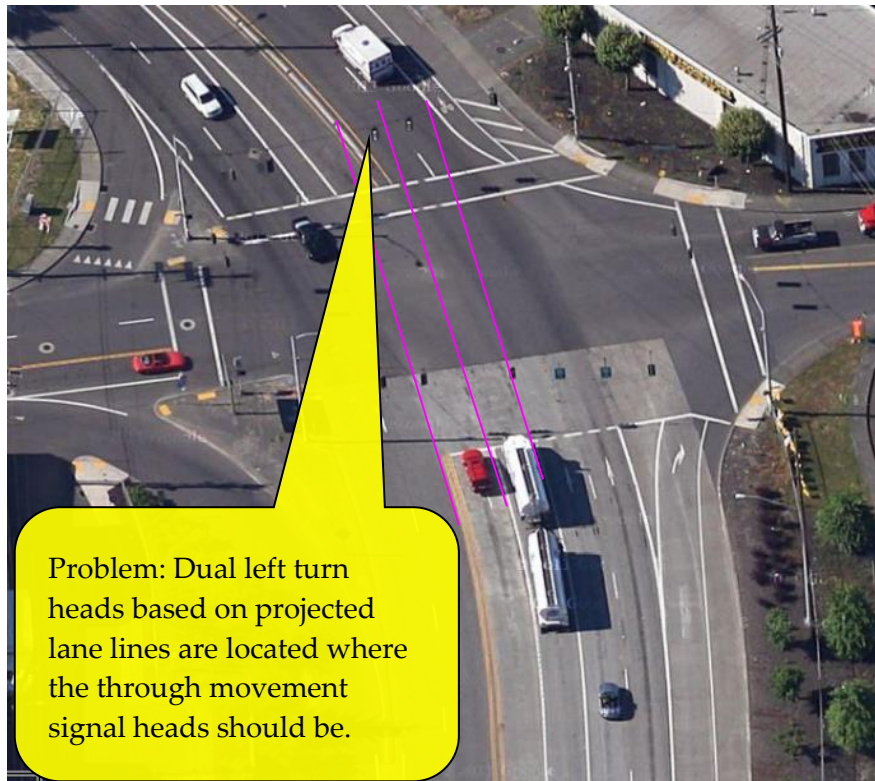 Problem: Dual left turn
heads based on projected
lane lines are located where
the through movement
signal heads should be.